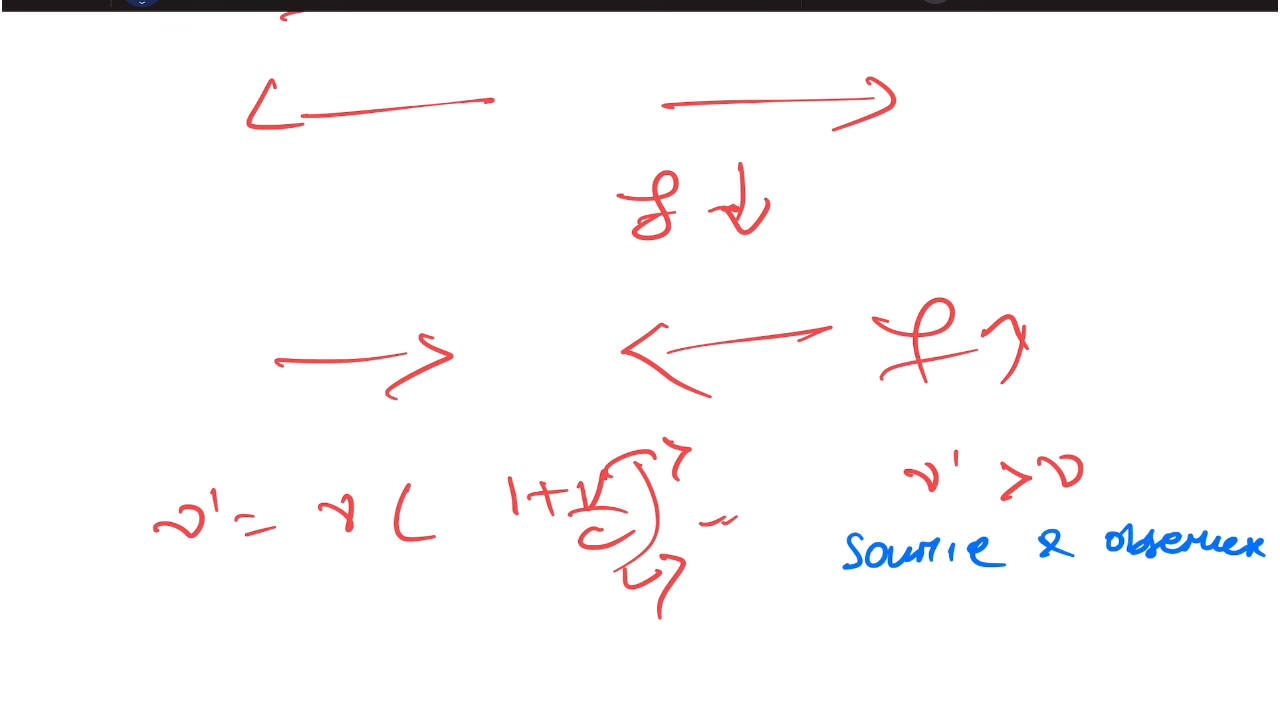 f ↓
f ↑
ν' > ν
ν' = ν ( 1 + v/c ) =
source & observer